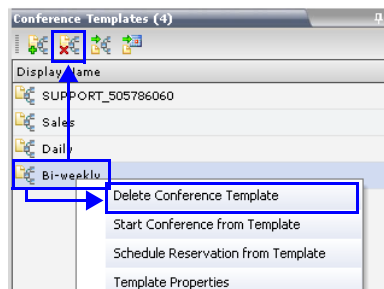 Conference Templates (4)
Display Name
SUPPORT_505786060
Sales
Daily
Bi-weekly
Delete Conference Template
Start Conference from Template
Schedule Reservation from Template
Template Properties